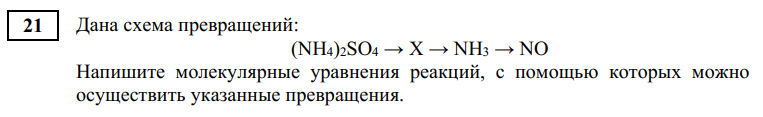 21 Дана схема превращений:
(NH4)2SO4 → X → NH3 → NO
Напишите молекулярные уравнения реакций, с помощью которых можно
осуществить указанные превращения.